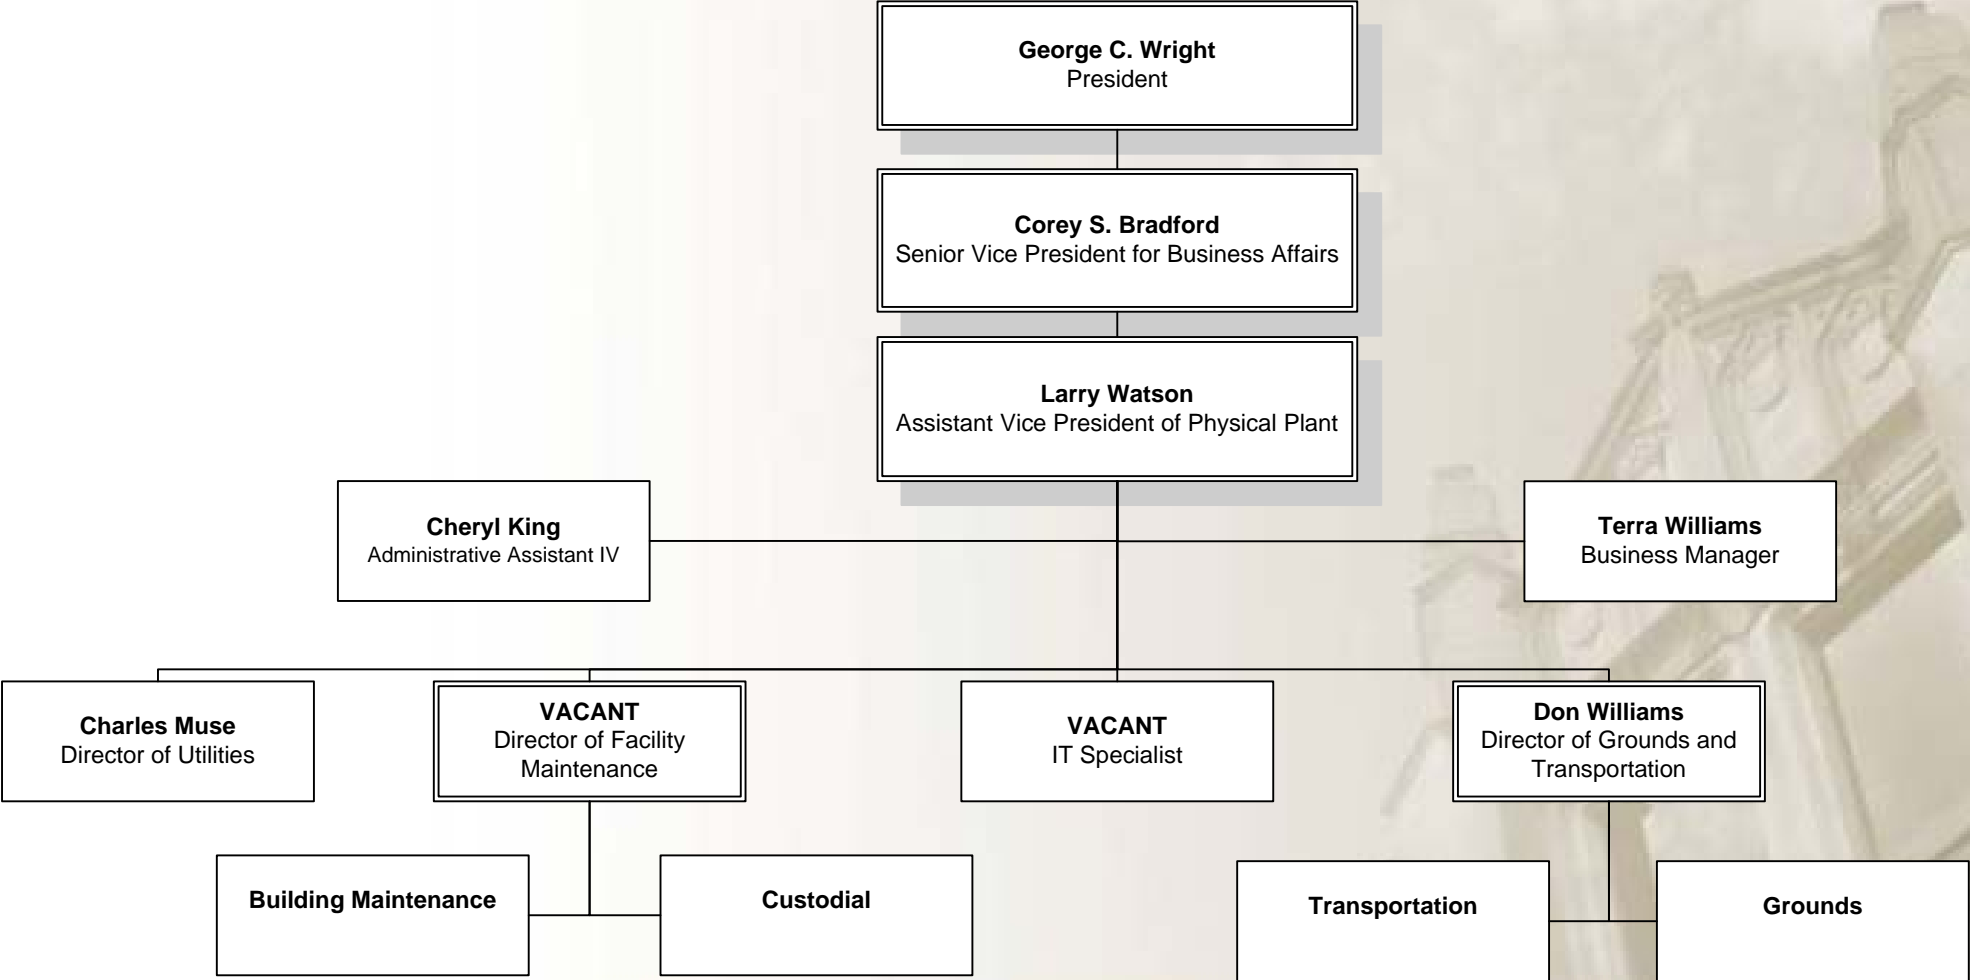 George C. Wright
President
Corey S. Bradford
Senior Vice President for Business Affairs
Larry Watson
Assistant Vice President of Physical Plant
Cheryl King
Administrative Assistant IV
Terra Williams
Business Manager
Charles Muse
Director of Utilities
VACANT
Director of Facility
Maintenance
VACANT
IT Specialist
Don Williams
Director of Grounds and
Transportation
Building Maintenance
Custodial
Transportation
Grounds